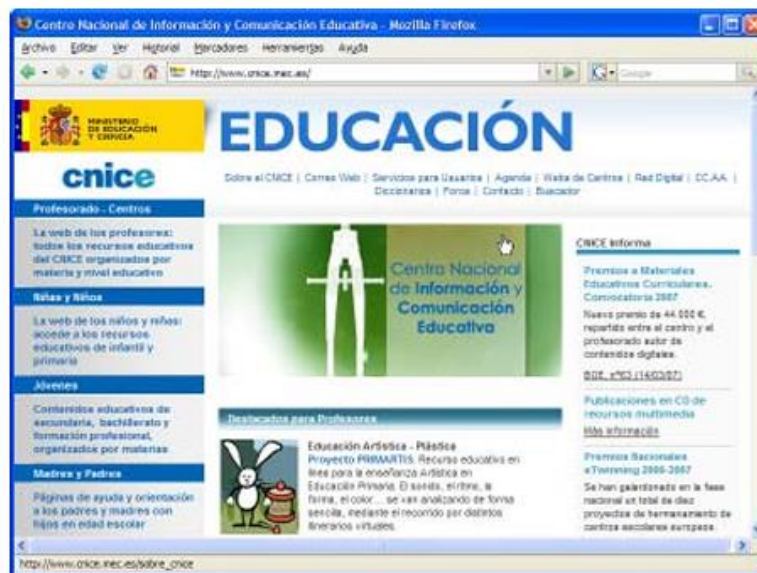 Centro Nacional de Información y Comunicación Educativa - Mozilla Firefox
Archivo Editar Ver Historial Marcadores Herramientas Ayuda
http://www.cnice.mec.es/
Google
MINISTERIO
DE EDUCACIÓN
Y CIENCIA
EDUCACIÓN
cnice
Sobre el CNICE | Correo Web | Servicios para Usuarios | Agenda | Webs de Centros | Red Digital | CC.AA. |
Diccionarios | Foros | Contacto | Buscador
Profesorado - Centros
La web de los profesores:
todos los recursos educativos
del CNICE organizados por
materia y nivel educativo
Niñas y Niños
La web de los niños y niñas:
accede a los recursos
educativos de infantil y
primaria
Jóvenes
Contenidos educativos de
secundaria, bachillerato y
formación profesional,
organizados por materias
Madres y Padres
Páginas de ayuda y orientación
a los padres y madres con
hijos en edad escolar
Centro Nacional
de Información y
Comunicación
Educativa
Destacados para Profesores
Educación Artística - Plástica
Proyecto PRIMARTIS. Recurso educativo en
línea para la enseñanza Artística en
Educación Primaria. El sonido, el ritmo, la
forma, el color... se van analizando de forma
sencilla, mediante el recorrido por distintos
itinerarios virtuales.
CNICE Informa
Premios a Materiales
Educativos Curriculares.
Convocatoria 2007
Nuevo premio de 44.000 €,
repartido entre el centro y el
profesorado autor de
contenidos digitales.
BOE, nº63 (14/03/07)
Publicaciones en CD de
recursos multimedia
Más información
Premios Nacionales
eTwinning 2006-2007
Se han galardonado en la fase
nacional un total de diez
proyectos de hermanamiento de
centros escolares europeos.
http://www.cnice.mec.es/sobre_cnice